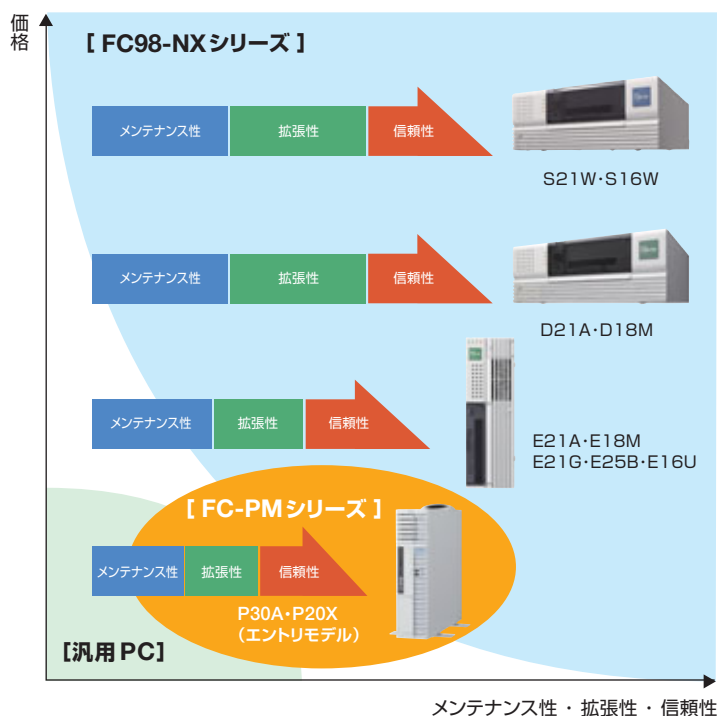 価格
[ FC98-NXシリーズ ]
メンテナンス性 拡張性 信頼性
S21W・S16W
メンテナンス性 拡張性 信頼性
D21A・D18M
メンテナンス性 拡張性 信頼性
E21A・E18M
E21G・E25B・E16U
[ FC-PMシリーズ ]
メンテナンス性 拡張性 信頼性
P30A・P20X
（エントリモデル）
[汎用PC]
メンテナンス性 ・ 拡張性 ・ 信頼性